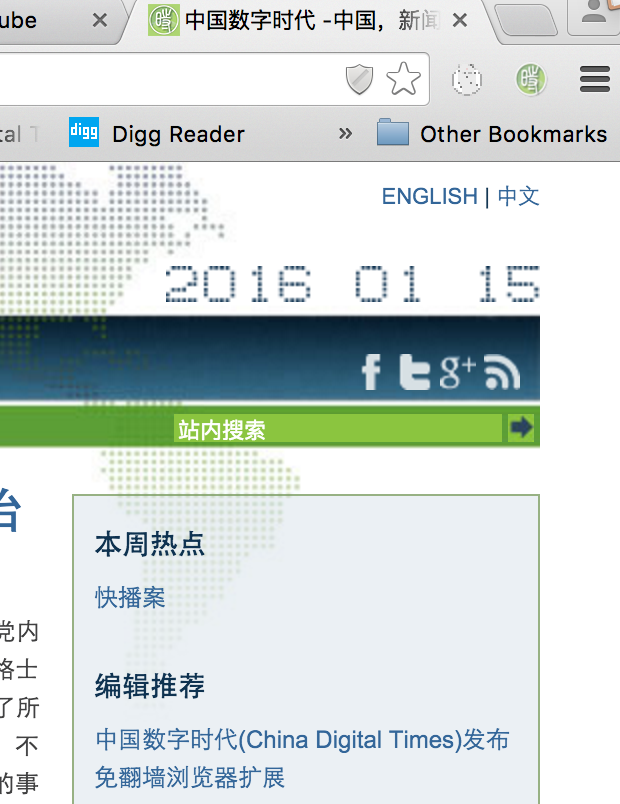 ube
中国数字时代 -中国，新闻
tal T
digg
Digg Reader
»
Other Bookmarks
ENGLISH | 中文
2016 01 15
f t g+
站内搜索
台
本周热点
快播案
党内
编辑推荐
格士
了所
中国数字时代(China Digital Times)发布
不
免翻墙浏览器扩展
的事